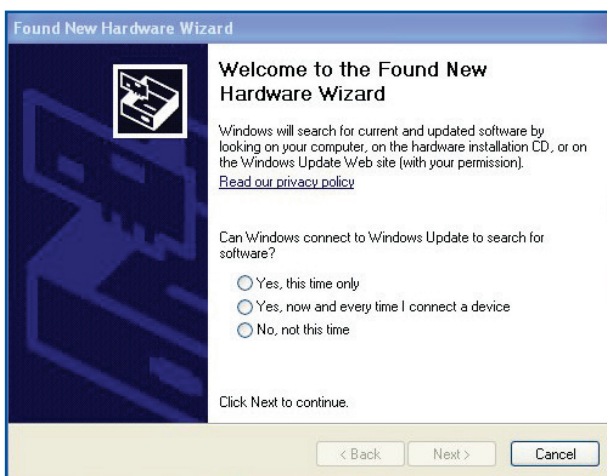 Found New Hardware Wizard
Welcome to the Found New
Hardware Wizard
Windows will search for current and updated software by
looking on your computer, on the hardware installation CD, or on
the Windows Update Web site (with your permission).
Read our privacy policy
Can Windows connect to Windows Update to search for
software?
Yes, this time only
Yes, now and every time I connect a device
No, not this time
Click Next to continue.
< Back
Next >
Cancel